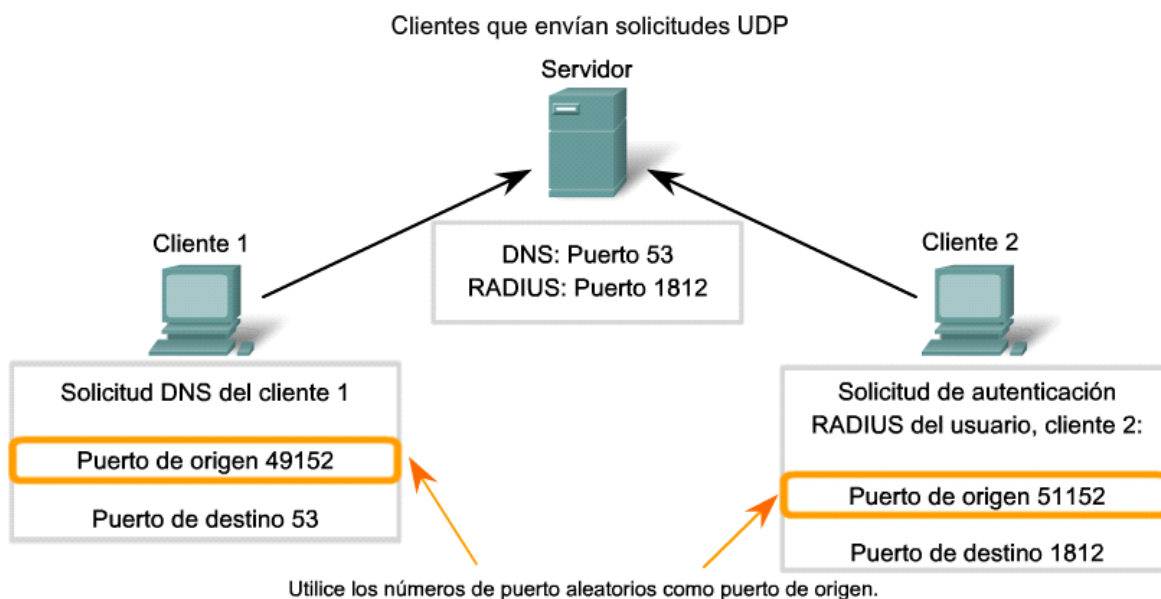 Clientes que envían solicitudes UDP
Servidor
Cliente 1
DNS: Puerto 53
RADIUS: Puerto 1812
Cliente 2
Solicitud DNS del cliente 1
Puerto de origen 49152
Puerto de destino 53
Solicitud de autenticación
RADIUS del usuario, cliente 2:
Puerto de origen 51152
Puerto de destino 1812
Utilice los números de puerto aleatorios como puerto de origen.